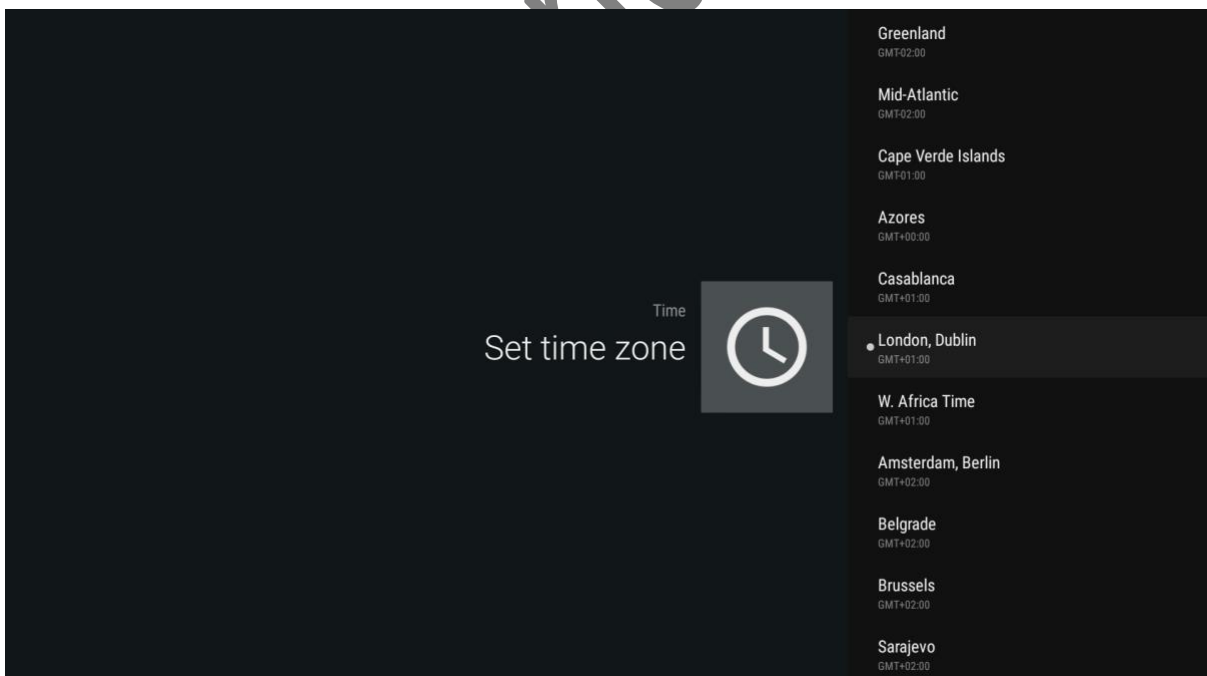 Time
Set time zone
Greenland
GMT-02:00
Mid-Atlantic
GMT-02:00
Cape Verde Islands
GMT-01:00
Azores
GMT+00:00
Casablanca
GMT+01:00
London, Dublin
GMT+01:00
W. Africa Time
GMT+01:00
Amsterdam, Berlin
GMT+02:00
Belgrade
GMT+02:00
Brussels
GMT+02:00
Sarajevo
GMT+02:00